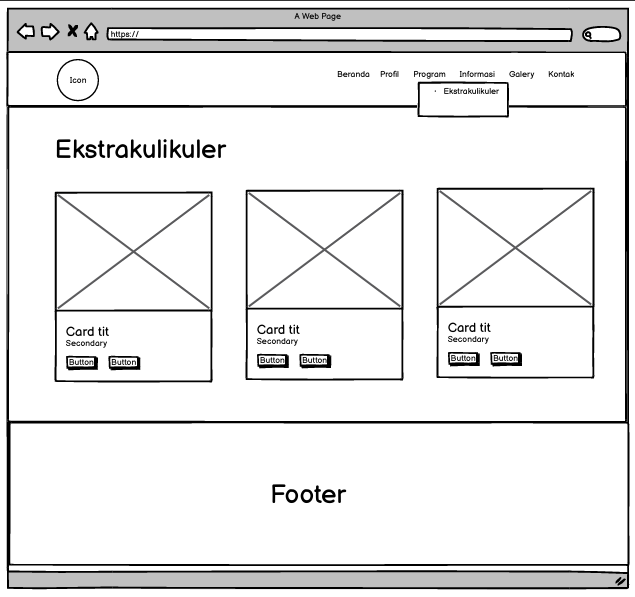 A Web Page
https://
Icon
Beranda Profil Program Informasi Galery Kontak
Ekstrakulikuler
Ekstrakulikuler
Card tit
Secondary
Button Button
Card tit
Secondary
Button Button
Card tit
Secondary
Button Button
Footer